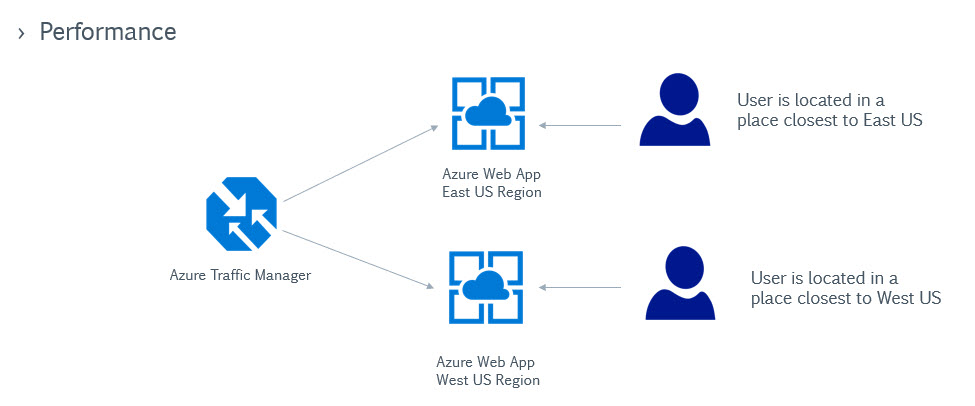 › Performance
User is located in a
place closest to East US
Azure Web App
East US Region
Azure Traffic Manager
User is located in a
place closest to West US
Azure Web App
West US Region